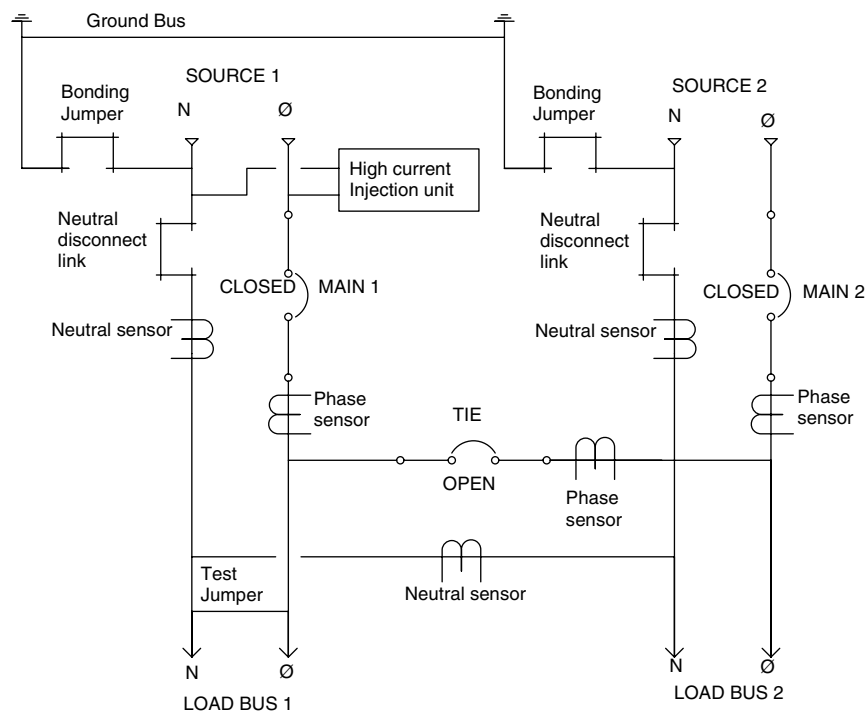 Ground Bus
SOURCE 1
SOURCE 2
Bonding
Jumper
N
Ø
Bonding
Jumper
N
Ø
High current
Injection unit
Neutral
disconnect
link
Neutral
disconnect
link
CLOSED
MAIN 1
CLOSED
MAIN 2
Neutral sensor
Neutral sensor
Phase
sensor
Phase
sensor
TIE
OPEN
Phase
sensor
Test
Jumper
Neutral sensor
N
Ø
N
Ø
LOAD BUS 1
LOAD BUS 2